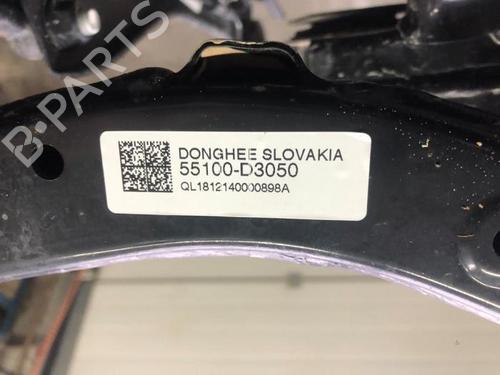 B-PARTS
DONGHEE SLOVAKIA
55100-D3050
QL1812140000898A